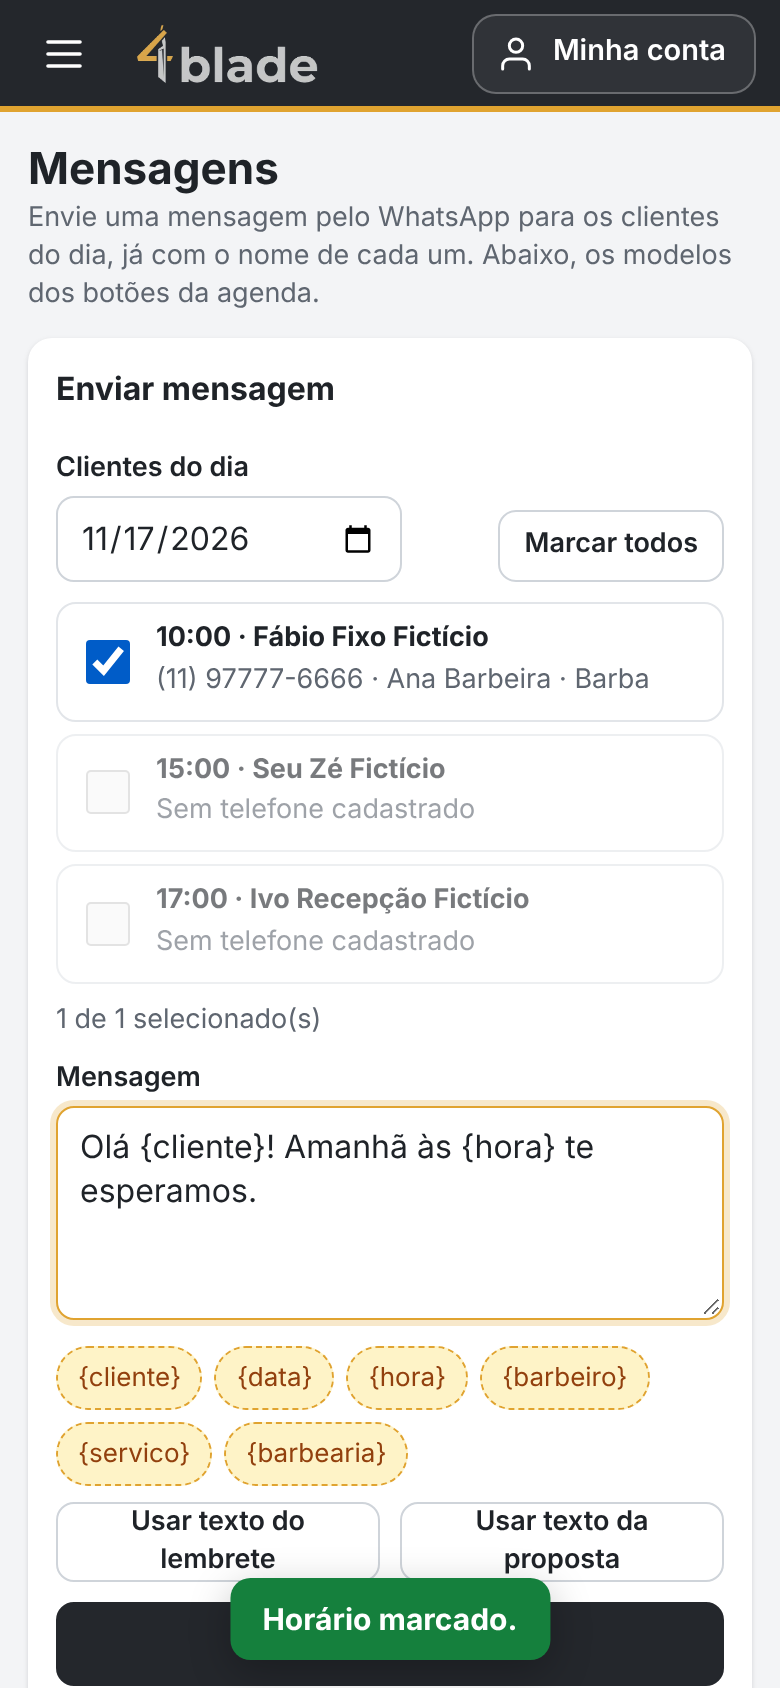 4blade
Minha conta
Mensagens
Envie uma mensagem pelo WhatsApp para os clientes
do dia, já com o nome de cada um. Abaixo, os modelos
dos botões da agenda.
Enviar mensagem
Clientes do dia
11/17/2026
Marcar todos
10:00 · Fábio Fixo Fictício
(11) 97777-6666 · Ana Barbeira · Barba
15:00 · Seu Zé Fictício
Sem telefone cadastrado
17:00 · Ivo Recepção Fictício
Sem telefone cadastrado
1 de 1 selecionado(s)
Mensagem
Olá {cliente}! Amanhã às {hora} te
esperamos.
{cliente} {data} {hora} {barbeiro}
{servico} {barbearia}
Usar texto do
lembrete
Usar texto da
proposta
Horário marcado.